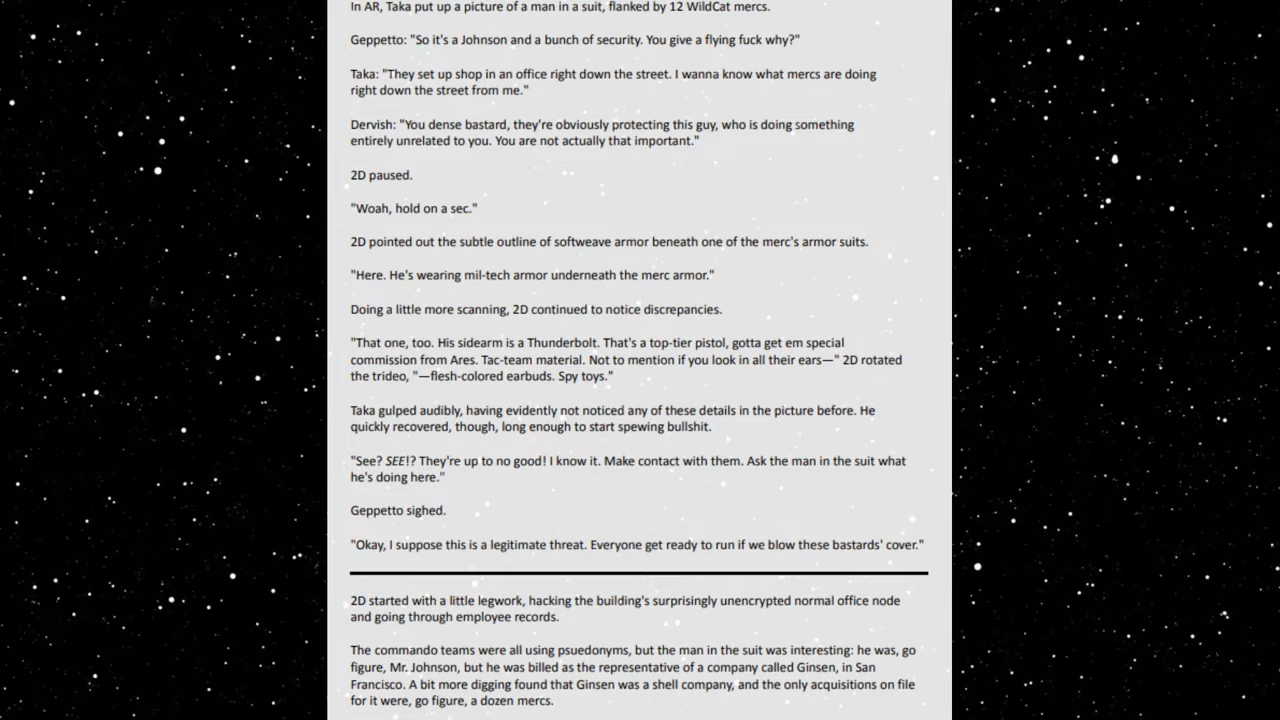 In AR, Taka put up a picture of a man in a suit, flanked by 12 WildCat mercs.
Geppetto: "So it's a Johnson and a bunch of security. You give a flying fuck why?"
Taka: "They set up shop in an office right down the street. I wanna know what mercs are doing
right down the street from me."
Dervish: "You dense bastard, they're obviously protecting this guy, who is doing something
entirely unrelated to you. You are not actually that important."
2D paused.
"Woah, hold on a sec."
2D pointed out the subtle outline of softweave armor beneath one of the merc's armor suits.
"Here. He's wearing mil-tech armor underneath the merc armor."
Doing a little more scanning, 2D continued to notice discrepancies.
"That one, too. His sidearm is a Thunderbolt. That's a top-tier pistol, gotta get em special
commission from Ares. Tac-team material. Not to mention if you look in all their ears—" 2D rotated
the trideo, "—flesh-colored earbuds. Spy toys."
Taka gulped audibly, having evidently not noticed any of these details in the picture before. He
quickly recovered, though, long enough to start spewing bullshit.
"See? SEE!? They're up to no good! I know it. Make contact with them. Ask the man in the suit what
he's doing here."
Geppetto sighed.
"Okay, I suppose this is a legitimate threat. Everyone get ready to run if we blow these bastards' cover."
2D started with a little legwork, hacking the building's surprisingly unencrypted normal office node
and going through employee records.
The commando teams were all using psuedonyms, but the man in the suit was interesting: he was, go
figure, Mr. Johnson, but he was billed as the representative of a company called Ginsen, in San
Francisco. A bit more digging found that Ginsen was a shell company, and the only acquisitions on file
for it were, go figure, a dozen mercs.